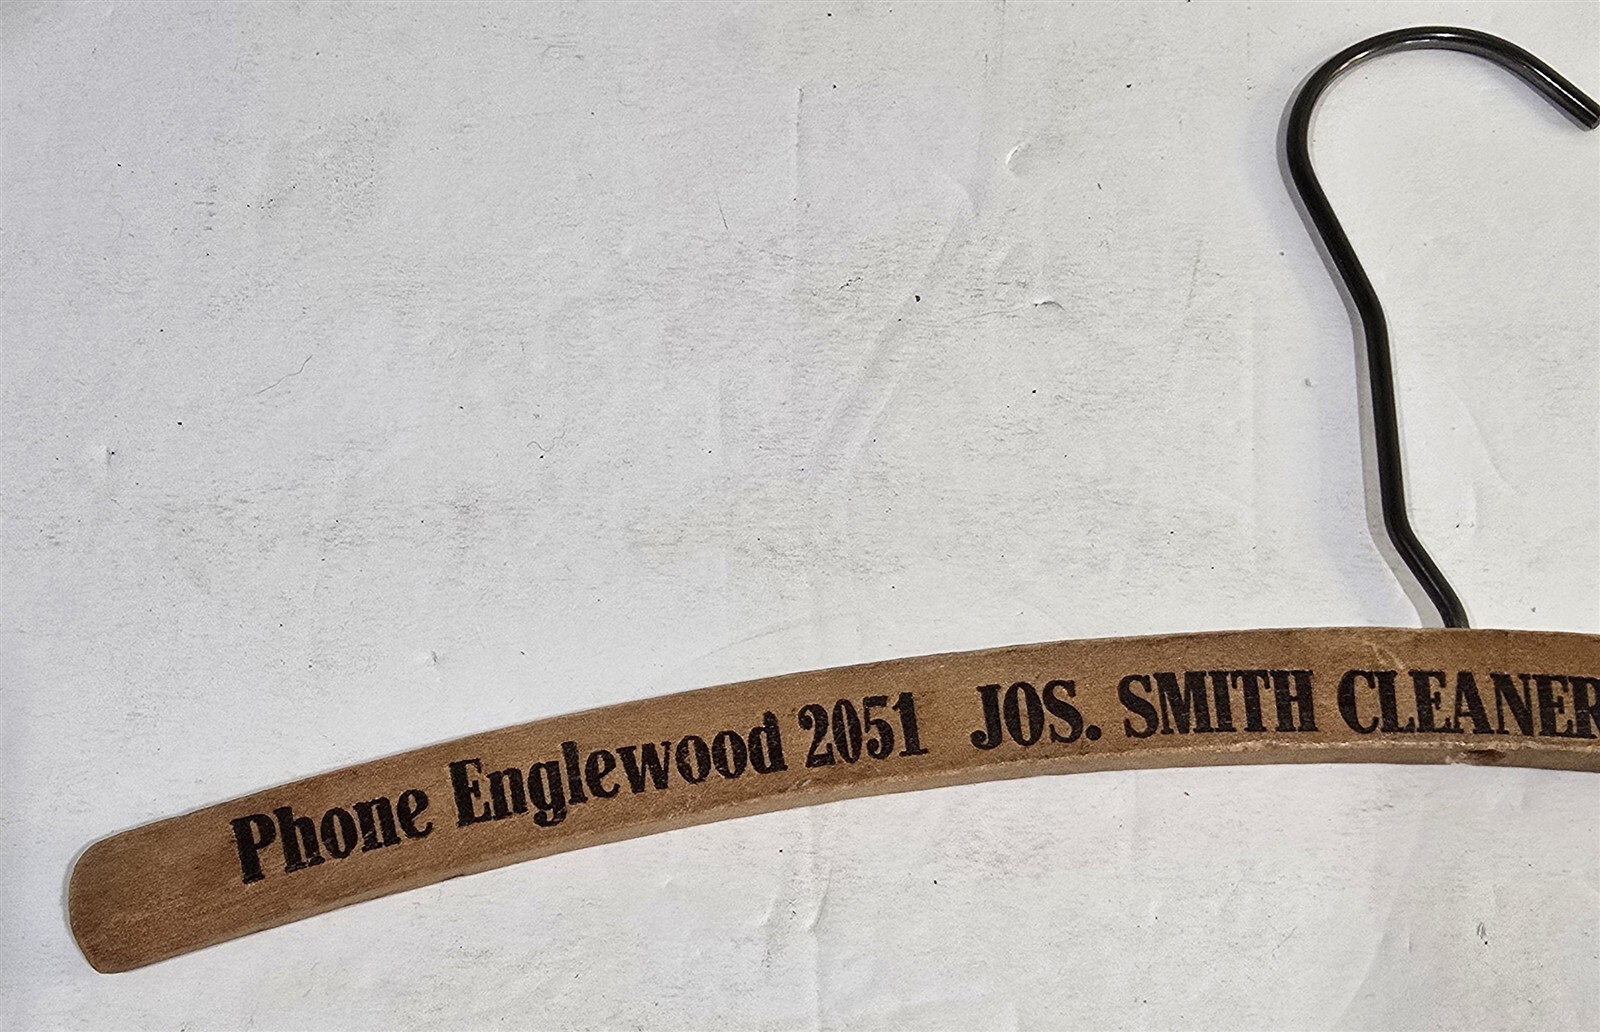 Phone Englewood 2051 JOS. SMITH CLEANER